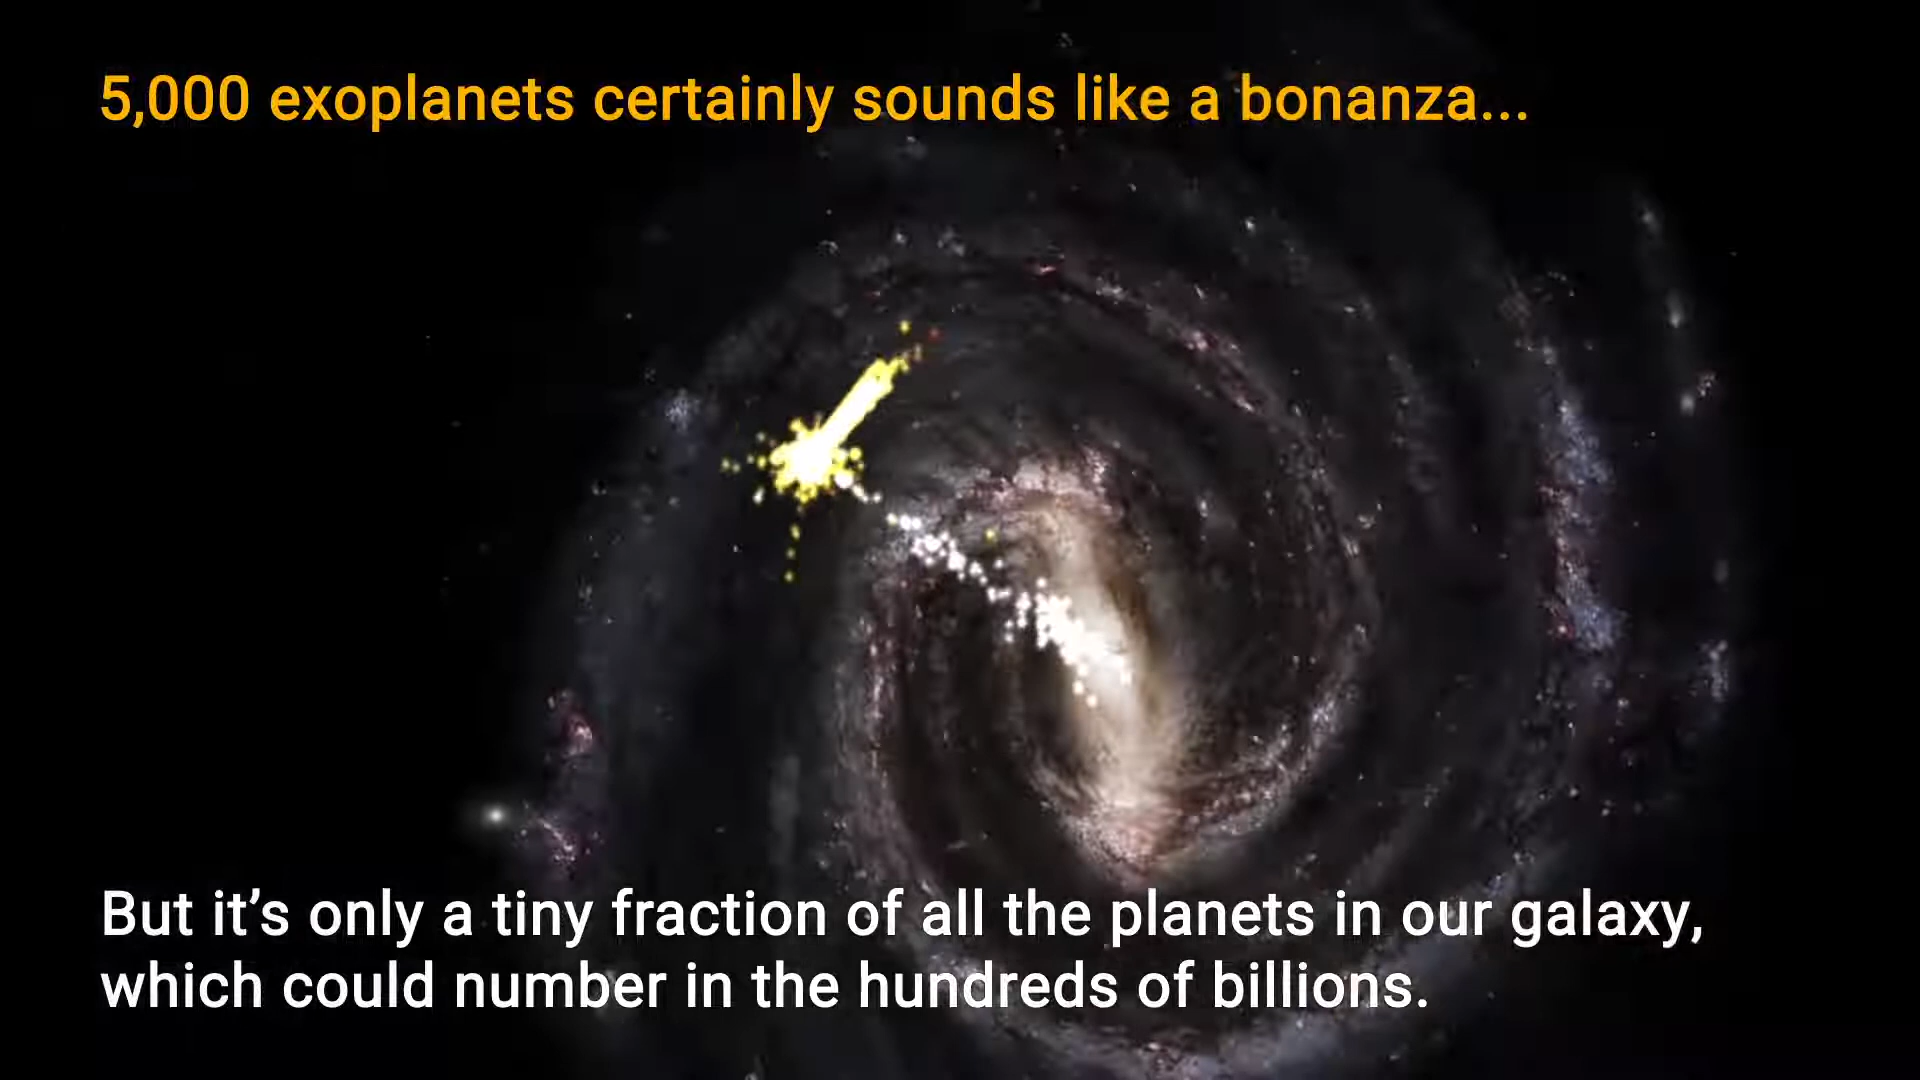 5,000 exoplanets certainly sounds like a bonanza...
But it’s only a tiny fraction of all the planets in our galaxy,
which could number in the hundreds of billions.